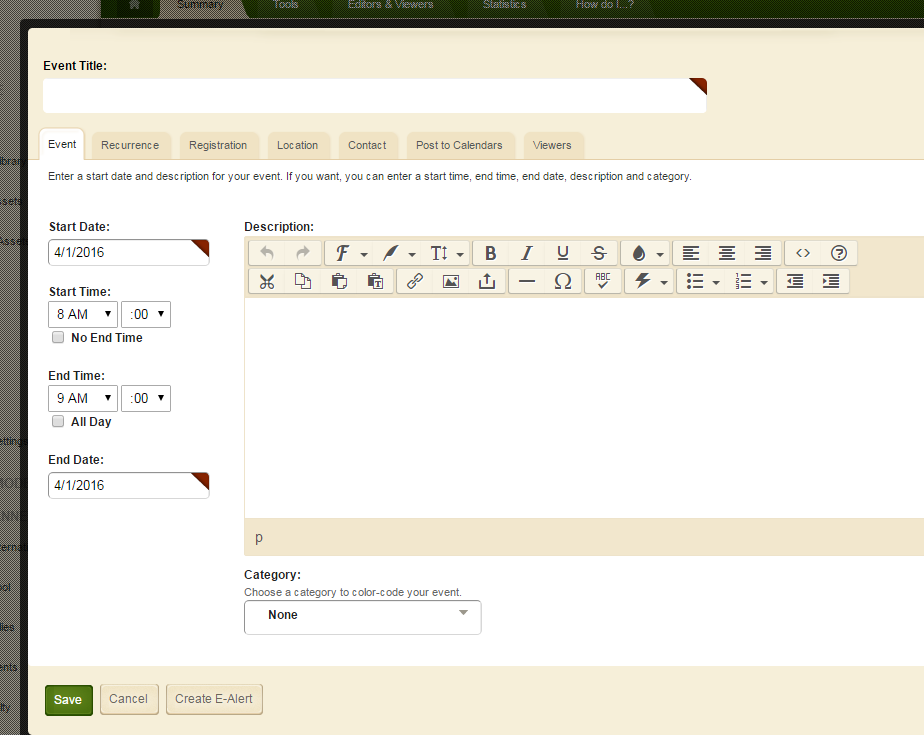 Summary Tools Editors & Viewers Statistics How do I...?
Event Title:
Event Recurrence Registration Location Contact Post to Calendars Viewers
Enter a start date and description for your event. If you want, you can enter a start time, end time, end date, description and category.
Start Date:
4/1/2016
Start Time:
8 AM :00
No End Time
End Time:
9 AM :00
All Day
End Date:
4/1/2016
Description:
ABC
p
Category:
Choose a category to color-code your event.
None
Save Cancel Create E-Alert